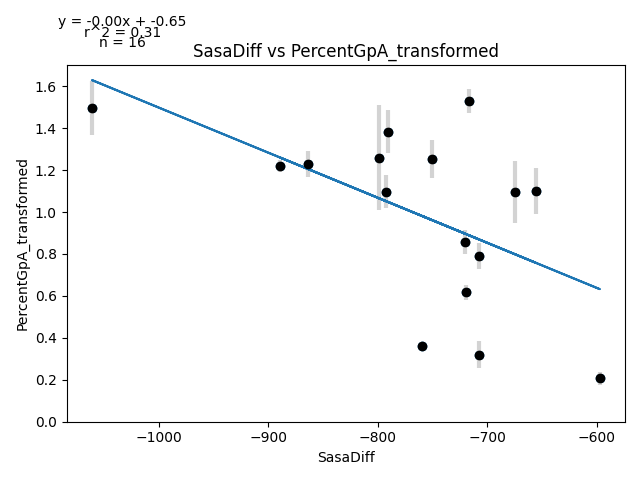 y = -0.00x + -0.65
r^2 = 0.31
n = 16
SasaDiff vs PercentGpA_transformed
PercentGpA_transformed
1.6
1.4
1.2
1.0
0.8
0.6
0.4
0.2
0.0
−1000 −900 −800 −700 −600
SasaDiff